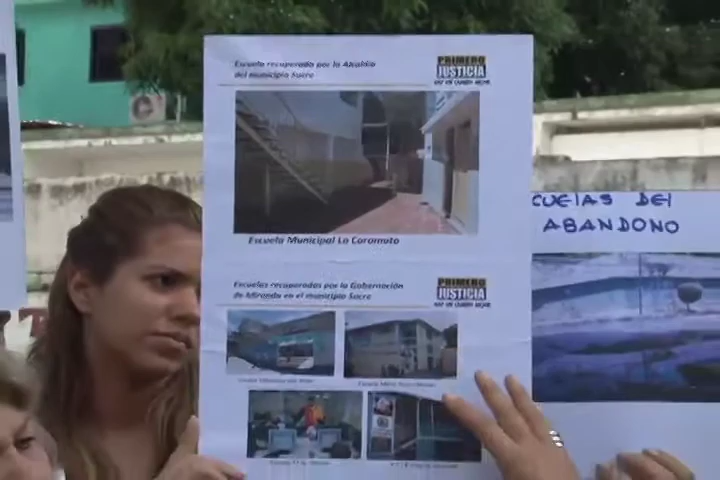 Escuela recuperada por la Alcaldía
del municipio Sucre
PRIMERO
JUSTICIA
Escuela Municipal La Coromoto
Escuelas recuperadas por la Gobernación
de Miranda en el municipio Sucre
PRIMERO
JUSTICIA
CUELAS DEL
ABANDONO